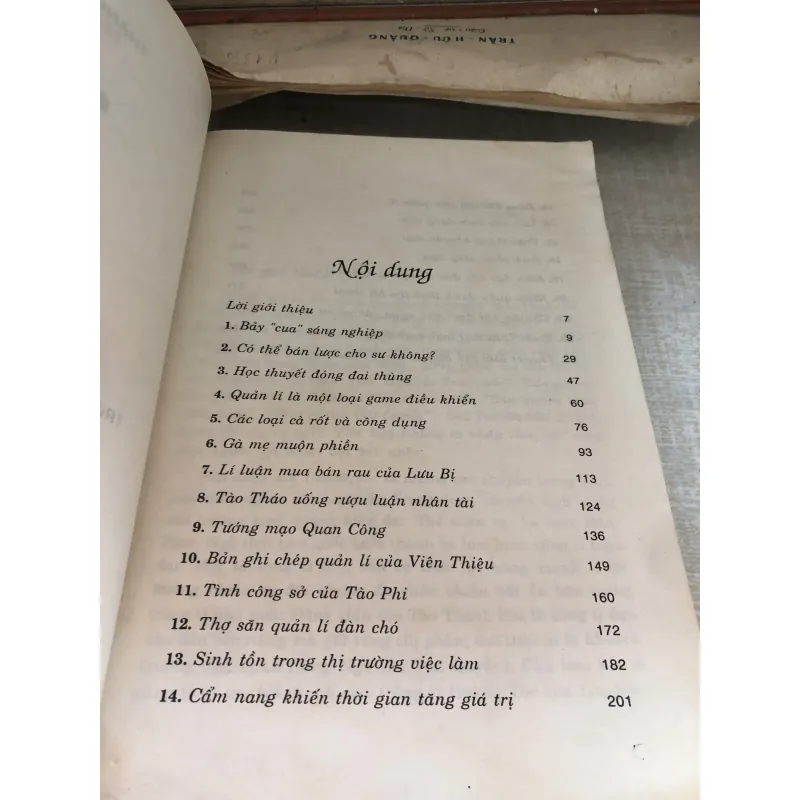 TRẦN - HỮU - QUẢNG
Nội dung
Lời giới thiệu 7
1. Bảy "cua" sáng nghiệp 9
2. Có thể bán lược cho sư không? 29
3. Học thuyết đóng đai thùng 47
4. Quản lí là một loại game điều khiển 60
5. Các loại cà rốt và công dụng 76
6. Gà mẹ muộn phiền 93
7. Lí luận mua bán rau của Lưu Bị 113
8. Tào Tháo uống rượu luận nhân tài 124
9. Tướng mạo Quan Công 136
10. Bản ghi chép quản lí của Viên Thiệu 149
11. Tình công sở của Tào Phi 160
12. Thợ săn quản lí đàn chó 172
13. Sinh tồn trong thị trường việc làm 182
14. Cẩm nang khiến thời gian tăng giá trị 201